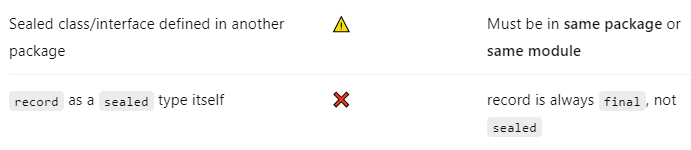 Sealed class/interface defined in another
package
⚠️
Must be in same package or
same module
record as a sealed type itself
❌
record is always final, not
sealed